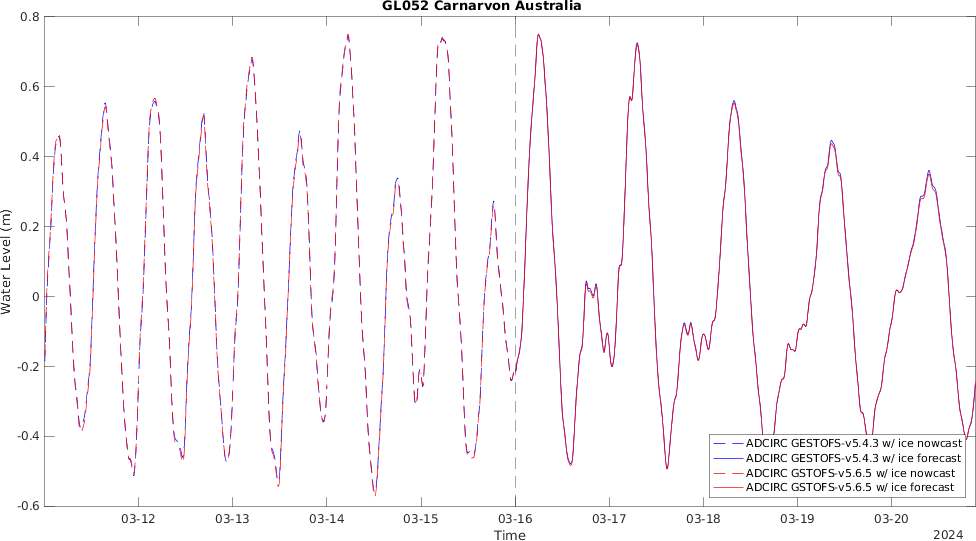 GL052 Carnarvon Australia
Water Level (m)
0.8
0.6
0.4
0.2
0
-0.2
-0.4
-0.6
ADCIRC GESTOFS-v5.4.3 w/ ice nowcast
ADCIRC GESTOFS-v5.4.3 w/ ice forecast
ADCIRC GSTOFS-v5.6.5 w/ ice nowcast
ADCIRC GSTOFS-v5.6.5 w/ ice forecast
03-12 03-13 03-14 03-15 03-16 03-17 03-18 03-19 03-20
Time
2024